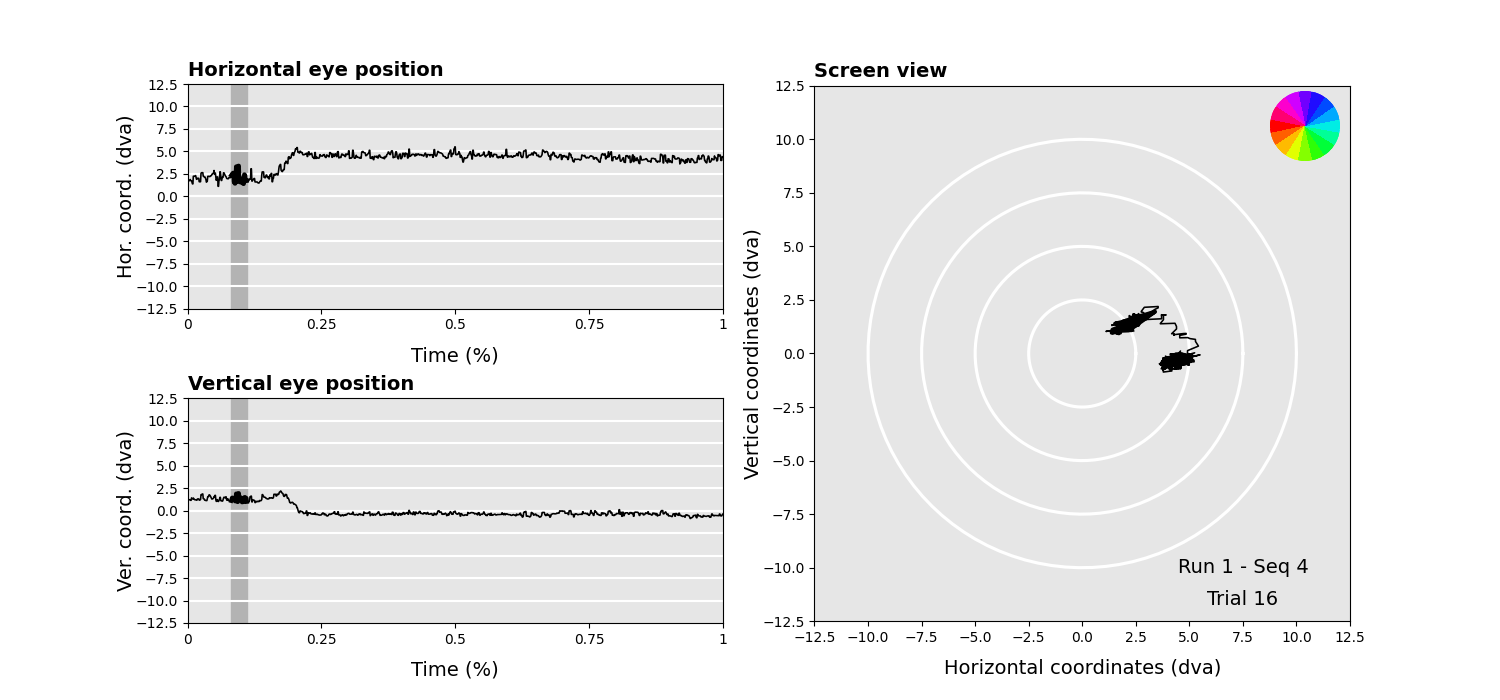 Horizontal eye position
12.5
10.0
7.5
5.0
2.5
0.0
−2.5
−5.0
−7.5
−10.0
−12.5
Hor. coord. (dva)
0 0.25 0.5 0.75 1
Time (%)
Vertical eye position
12.5
10.0
7.5
5.0
2.5
0.0
−2.5
−5.0
−7.5
−10.0
−12.5
Ver. coord. (dva)
0 0.25 0.5 0.75 1
Time (%)
Screen view
12.5
10.0
7.5
5.0
2.5
0.0
−2.5
−5.0
−7.5
−10.0
−12.5
Vertical coordinates (dva)
Run 1 - Seq 4
Trial 16
−12.5 −10.0 −7.5 −5.0 −2.5 0.0 2.5 5.0 7.5 10.0 12.5
Horizontal coordinates (dva)